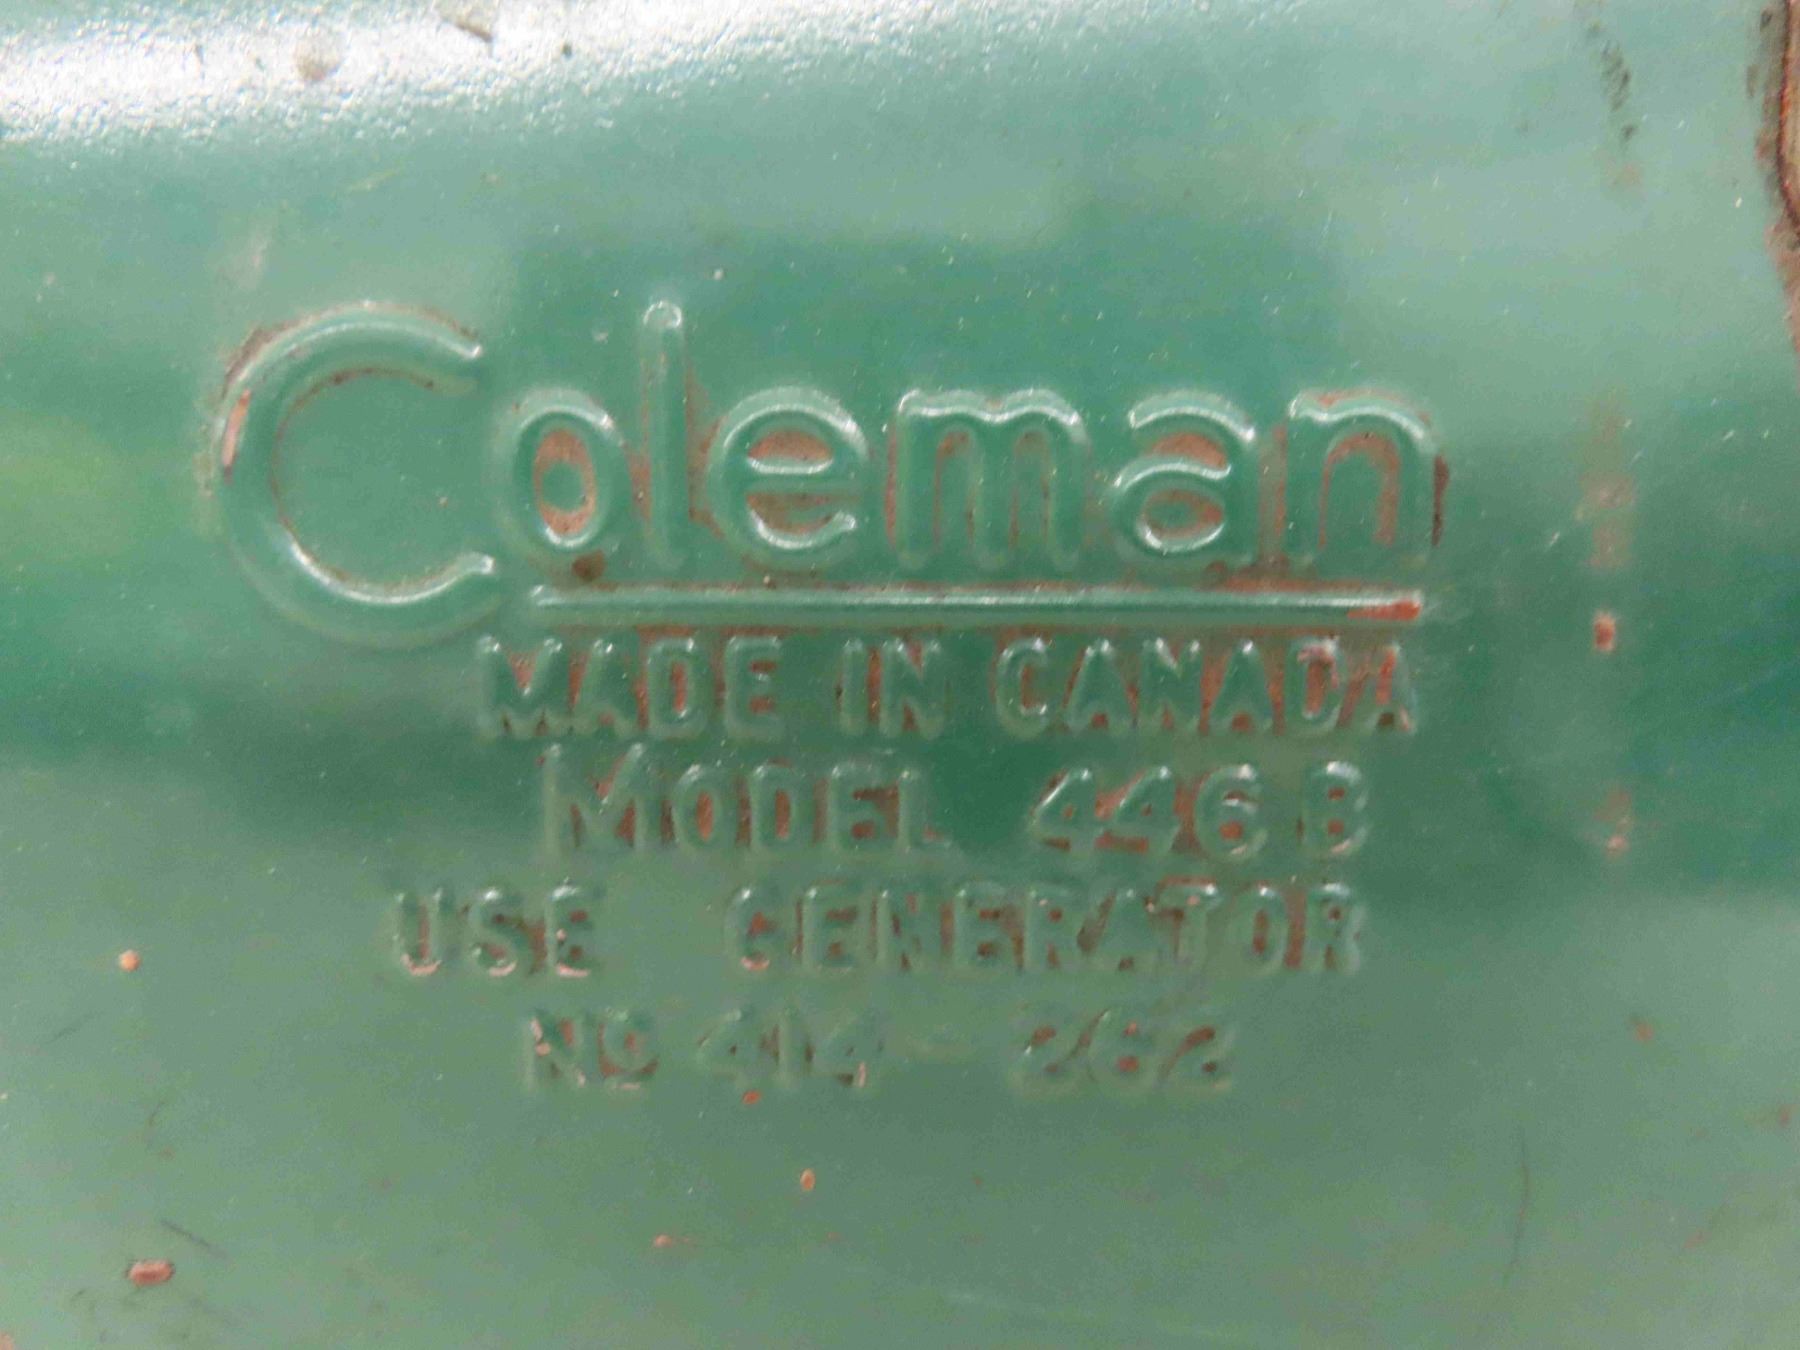 Coleman
MADE IN CANADA
MODEL 446 B
USE GENERATOR
Nº 414-262